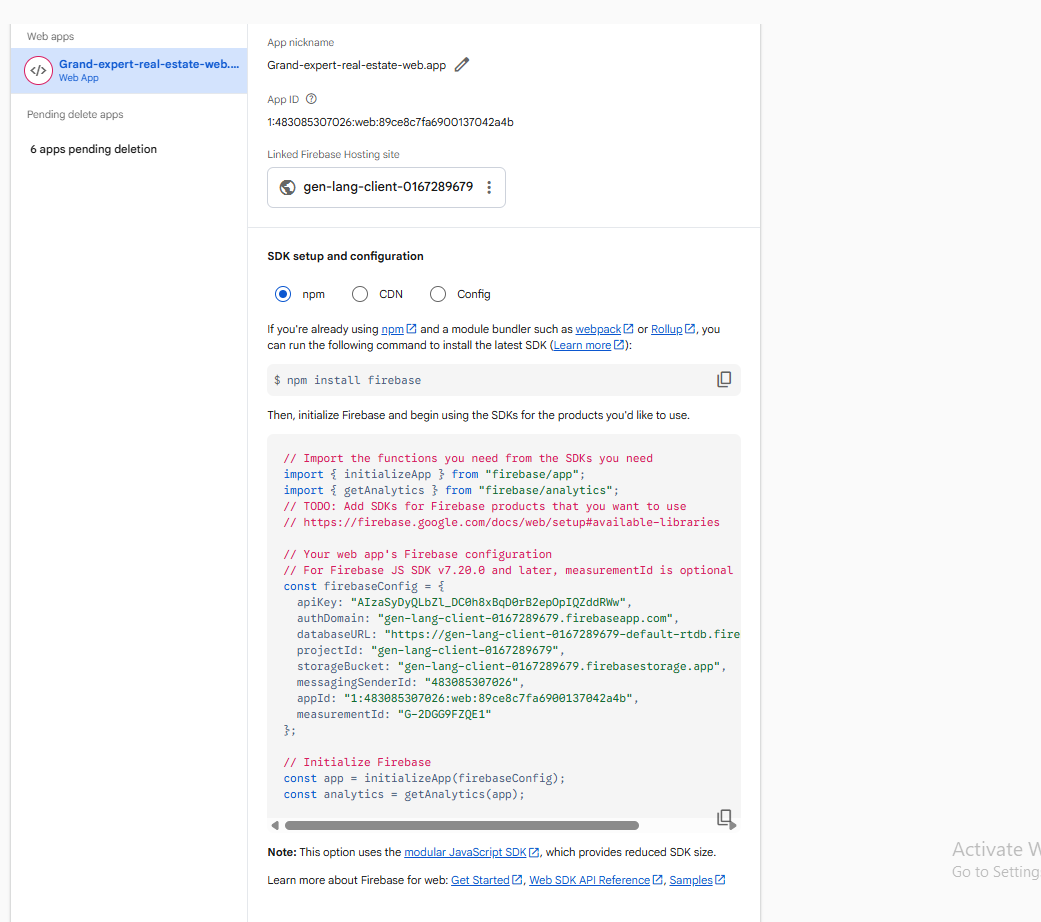 Web apps
Grand-expert-real-estate-web....
Web App
Pending delete apps
6 apps pending deletion
App nickname
Grand-expert-real-estate-web.app
App ID
1:483085307026:web:89ce8c7fa6900137042a4b
Linked Firebase Hosting site
gen-lang-client-0167289679
SDK setup and configuration
npm CDN Config
If you're already using npm and a module bundler such as webpack or Rollup, you
can run the following command to install the latest SDK (Learn more):
$ npm install firebase
Then, initialize Firebase and begin using the SDKs for the products you'd like to use.
// Import the functions you need from the SDKs you need
import { initializeApp } from "firebase/app";
import { getAnalytics } from "firebase/analytics";
// TODO: Add SDKs for Firebase products that you want to use
// https://firebase.google.com/docs/web/setup#available-libraries
// Your web app's Firebase configuration
// For Firebase JS SDK v7.20.0 and later, measurementId is optional
const firebaseConfig = {
apiKey: "AIzaSyDyQLbZl_DC0h8xBqD0rB2epOpIQZddRWw",
authDomain: "gen-lang-client-0167289679.firebaseapp.com",
databaseURL: "https://gen-lang-client-0167289679-default-rtdb.fire
projectId: "gen-lang-client-0167289679",
storageBucket: "gen-lang-client-0167289679.firebasestorage.app",
messagingSenderId: "483085307026",
appId: "1:483085307026:web:89ce8c7fa6900137042a4b",
measurementId: "G-2DGG9FZQE1"
};
// Initialize Firebase
const app = initializeApp(firebaseConfig);
const analytics = getAnalytics(app);
Note: This option uses the modular JavaScript SDK, which provides reduced SDK size.
Learn more about Firebase for web: Get Started, Web SDK API Reference, Samples
Activate W
Go to Setting